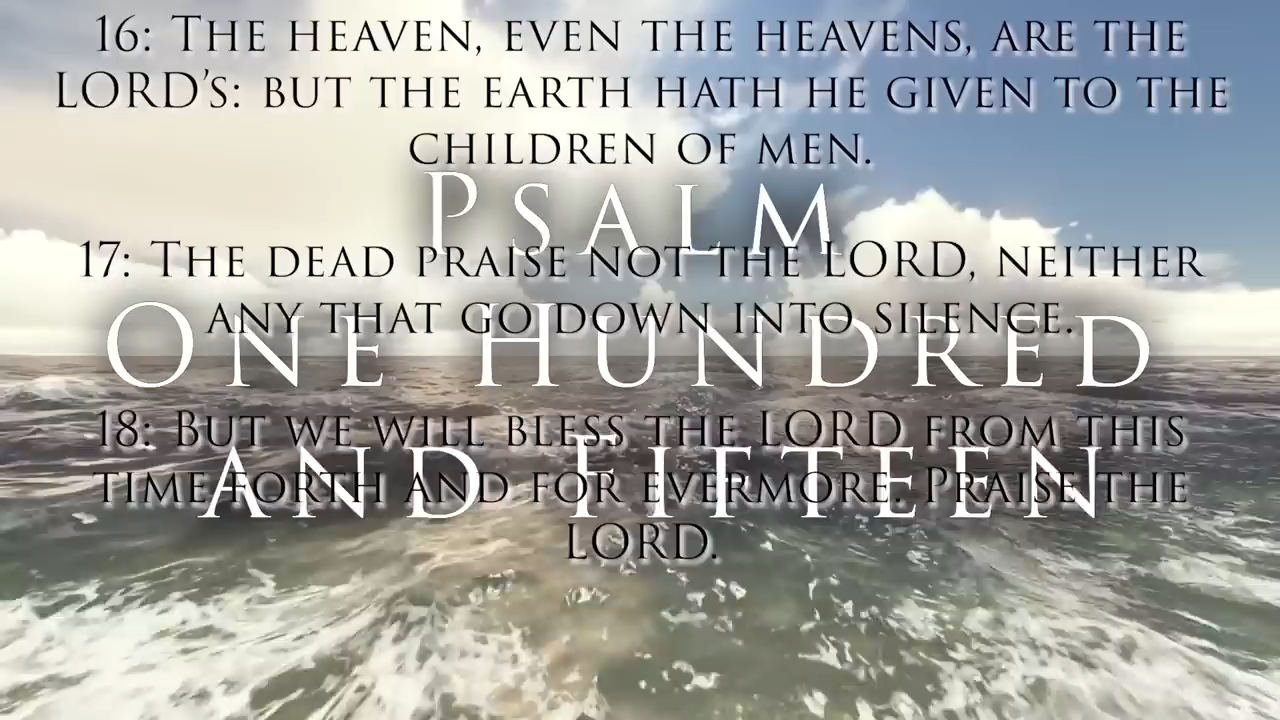 16: The heaven, even the heavens, are the
LORD's: but the earth hath he given to the
children of men.
Psalm
17: The dead praise not the LORD, neither
any that go down into silence.
One Hundred
18: But we will bless the LORD from this
and Fifteen
time forth and for evermore. Praise the
LORD.